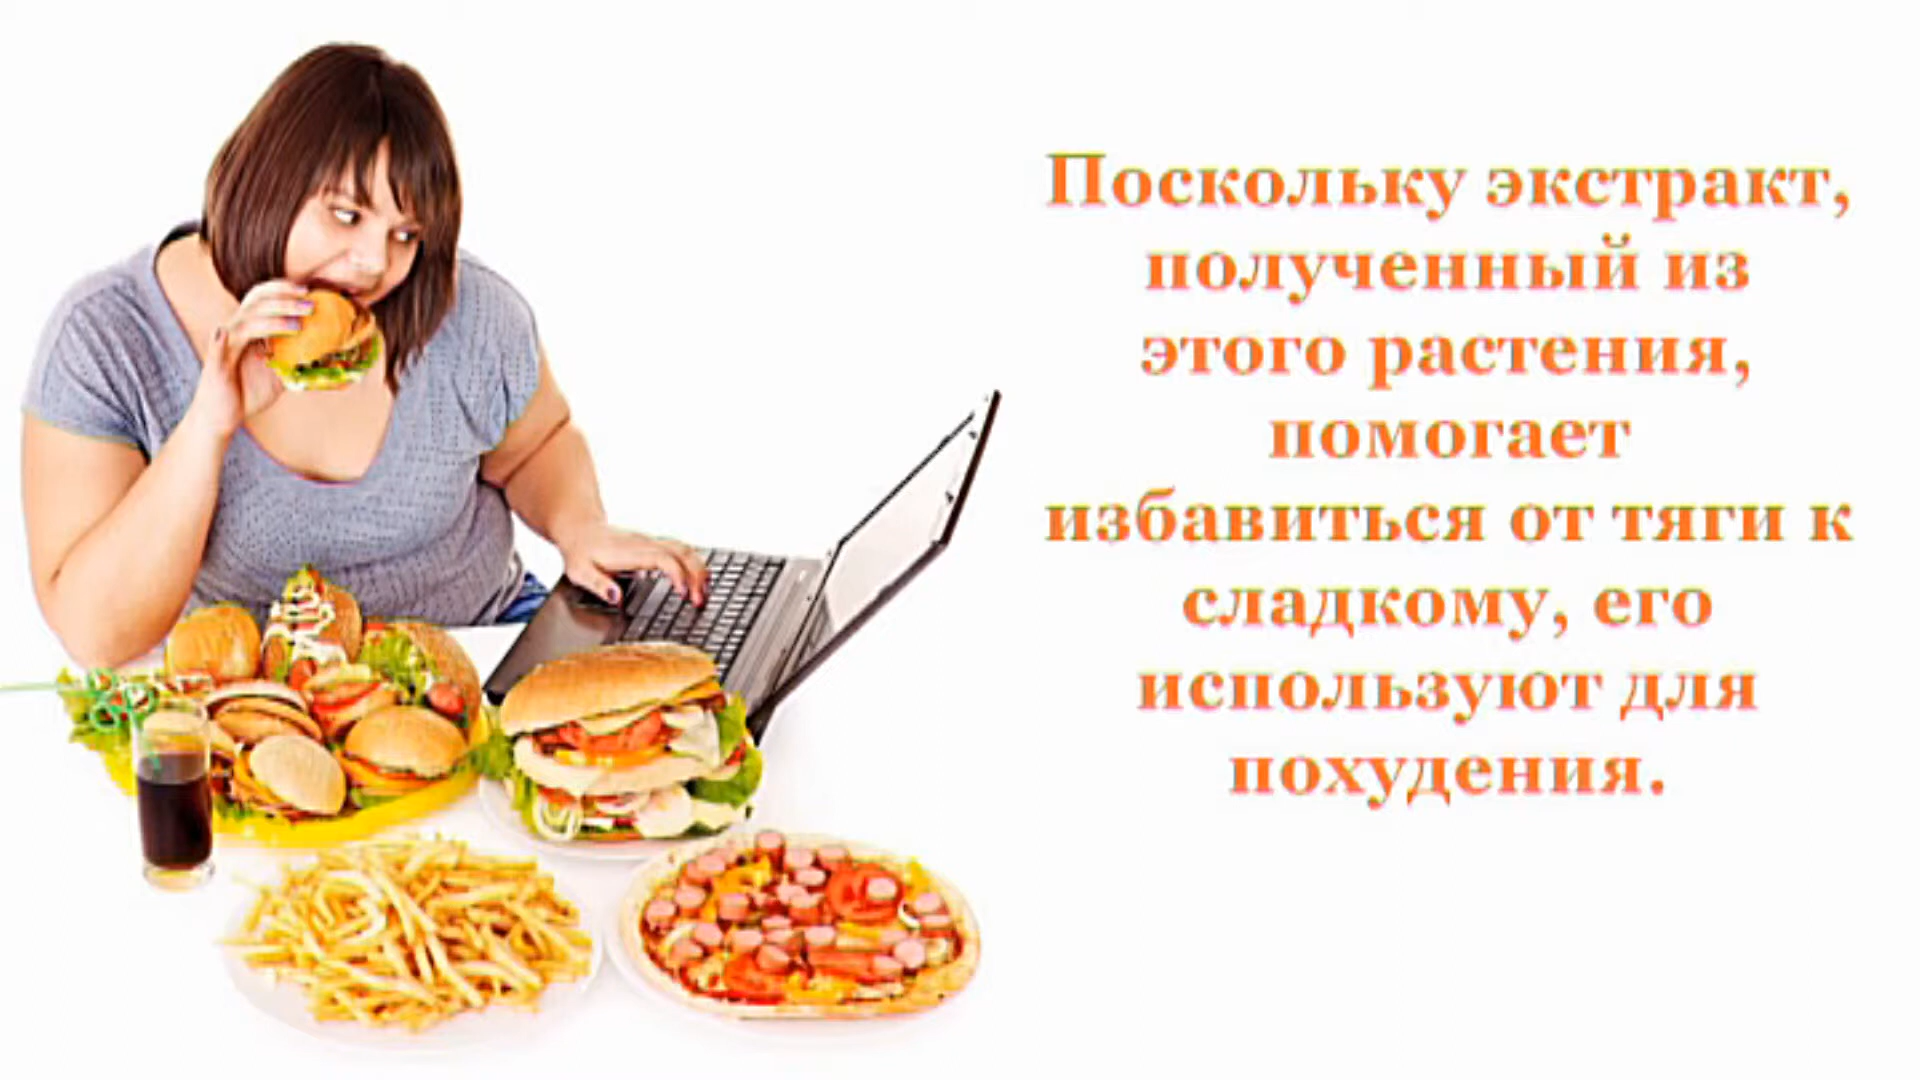 Поскольку экстракт,
полученный из
этого растения,
помогает
избавиться от тяги к
сладкому, его
используют для
похудения.